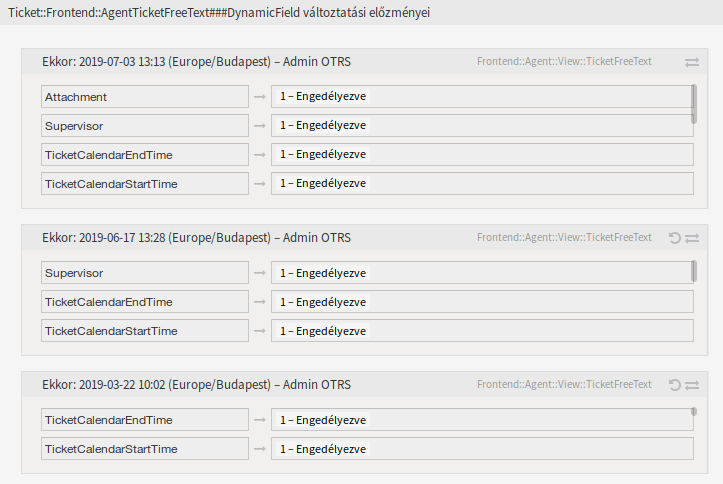 Ticket::Frontend::AgentTicketFreeText###DynamicField változtatási előzményei
Ekkor: 2019-07-03 13:13 (Europe/Budapest) – Admin OTRS Frontend::Agent::View::TicketFreeText
Attachment 1 – Engedélyezve
Supervisor 1 – Engedélyezve
TicketCalendarEndTime 1 – Engedélyezve
TicketCalendarStartTime 1 – Engedélyezve
Ekkor: 2019-06-17 13:28 (Europe/Budapest) – Admin OTRS Frontend::Agent::View::TicketFreeText
Supervisor 1 – Engedélyezve
TicketCalendarEndTime 1 – Engedélyezve
TicketCalendarStartTime 1 – Engedélyezve
Ekkor: 2019-03-22 10:02 (Europe/Budapest) – Admin OTRS Frontend::Agent::View::TicketFreeText
TicketCalendarEndTime 1 – Engedélyezve
TicketCalendarStartTime 1 – Engedélyezve